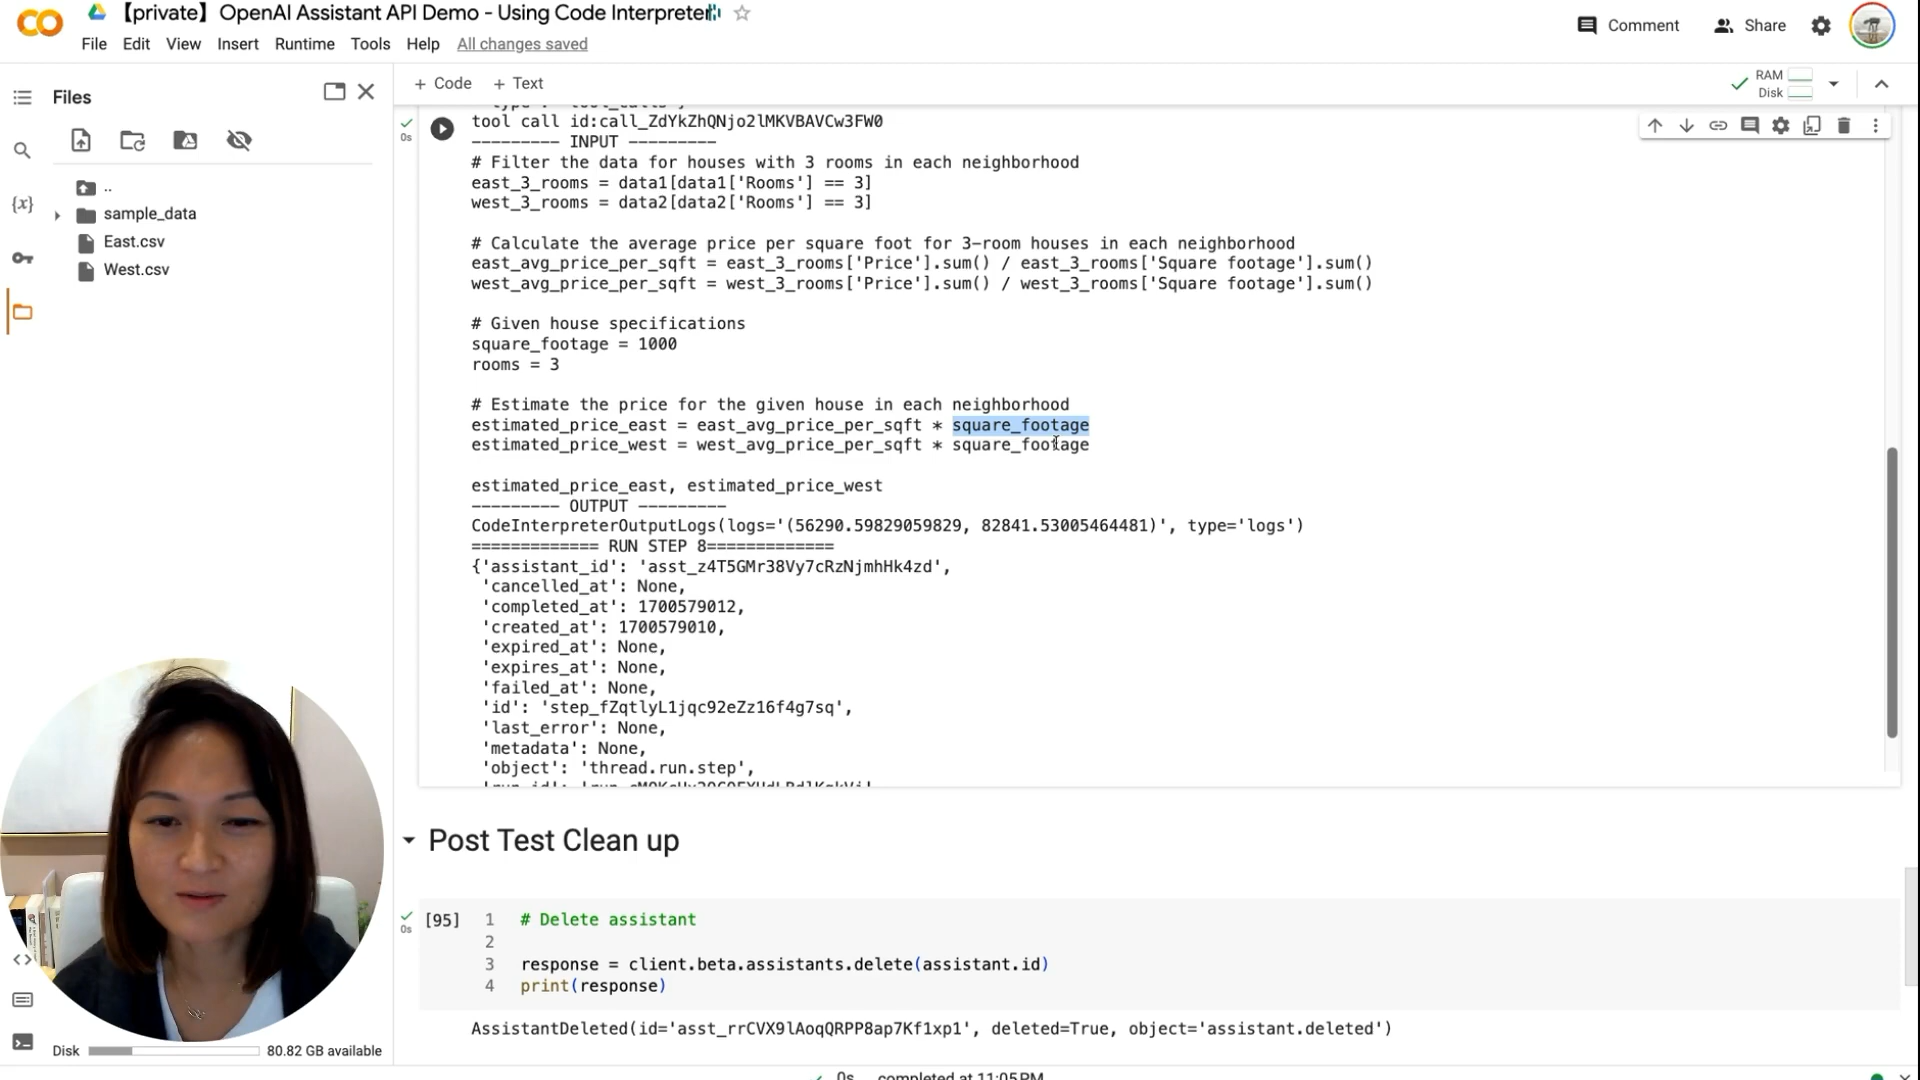 【private】OpenAI Assistant API Demo - Using Code Interpreter
File Edit View Insert Runtime Tools Help All changes saved
Comment
Share
+ Code + Text
RAM
Disk
Files
..
sample_data
East.csv
West.csv
{x}
Disk 80.82 GB available
0s
tool call id:call_ZdYkZhQNjo2lMKVBAVCw3FW0
--------- INPUT ---------
# Filter the data for houses with 3 rooms in each neighborhood
east_3_rooms = data1[data1['Rooms'] == 3]
west_3_rooms = data2[data2['Rooms'] == 3]
# Calculate the average price per square foot for 3-room houses in each neighborhood
east_avg_price_per_sqft = east_3_rooms['Price'].sum() / east_3_rooms['Square footage'].sum()
west_avg_price_per_sqft = west_3_rooms['Price'].sum() / west_3_rooms['Square footage'].sum()
# Given house specifications
square_footage = 1000
rooms = 3
# Estimate the price for the given house in each neighborhood
estimated_price_east = east_avg_price_per_sqft * square_footage
estimated_price_west = west_avg_price_per_sqft * square_footage
estimated_price_east, estimated_price_west
--------- OUTPUT ---------
CodeInterpreterOutputLogs(logs='(56290.59829059829, 82841.53005464481)', type='logs')
============= RUN STEP 8=============
{'assistant_id': 'asst_z4T5GMr38Vy7cRzNjmhHk4zd',
'cancelled_at': None,
'completed_at': 1700579012,
'created_at': 1700579010,
'expired_at': None,
'expires_at': None,
'failed_at': None,
'id': 'step_fZqtlyL1jqc92eZz16f4g7sq',
'last_error': None,
'metadata': None,
'object': 'thread.run.step',
Post Test Clean up
0s
[95]
1 # Delete assistant
2
3 response = client.beta.assistants.delete(assistant.id)
4 print(response)
AssistantDeleted(id='asst_rrCVX9lAoqQRPP8ap7Kf1xp1', deleted=True, object='assistant.deleted')
0s completed at 11:05 PM